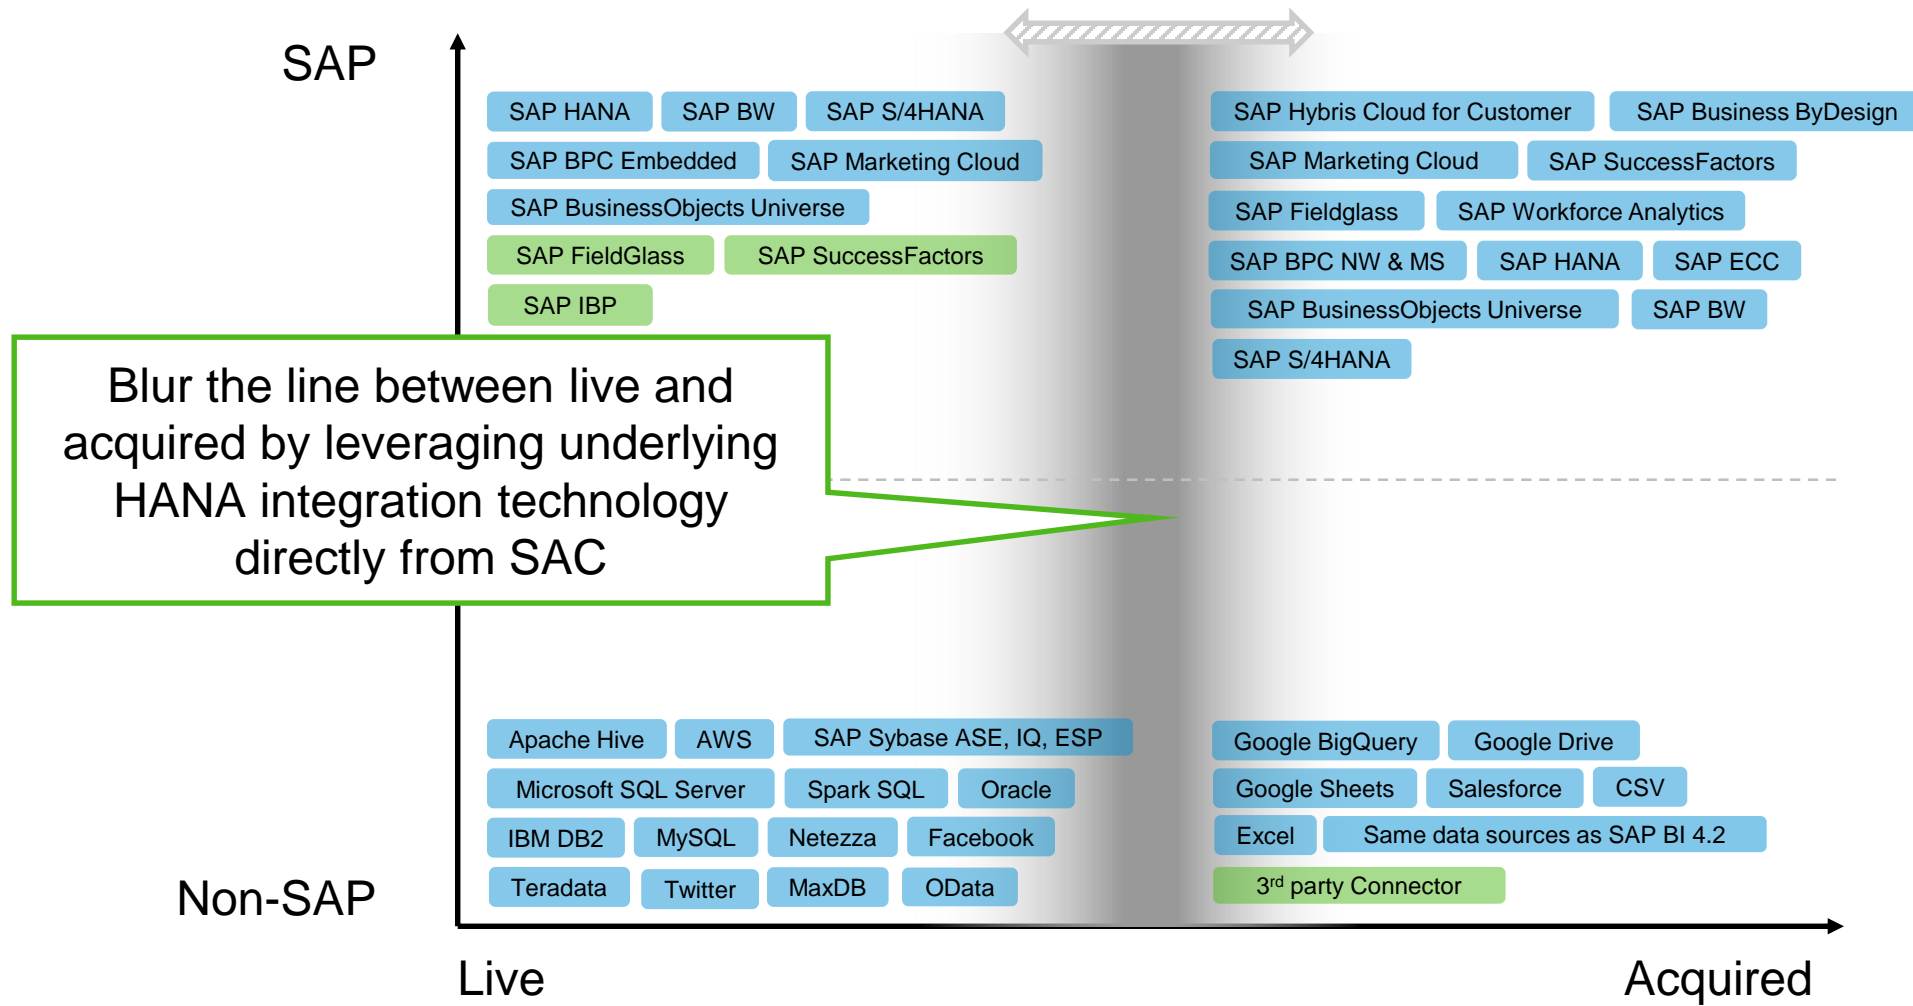 SAP
SAP HANA SAP BW SAP S/4HANA
SAP BPC Embedded SAP Marketing Cloud
SAP BusinessObjects Universe
SAP FieldGlass SAP SuccessFactors
SAP IBP
SAP Hybris Cloud for Customer SAP Business ByDesign
SAP Marketing Cloud SAP SuccessFactors
SAP Fieldglass SAP Workforce Analytics
SAP BPC NW & MS SAP HANA SAP ECC
SAP BusinessObjects Universe SAP BW
SAP S/4HANA
Blur the line between live and
acquired by leveraging underlying
HANA integration technology
directly from SAC
Apache Hive AWS SAP Sybase ASE, IQ, ESP
Microsoft SQL Server Spark SQL Oracle
IBM DB2 MySQL Netezza Facebook
Teradata Twitter MaxDB OData
Google BigQuery Google Drive
Google Sheets Salesforce CSV
Excel Same data sources as SAP BI 4.2
3rd party Connector
Non-SAP
Live Acquired